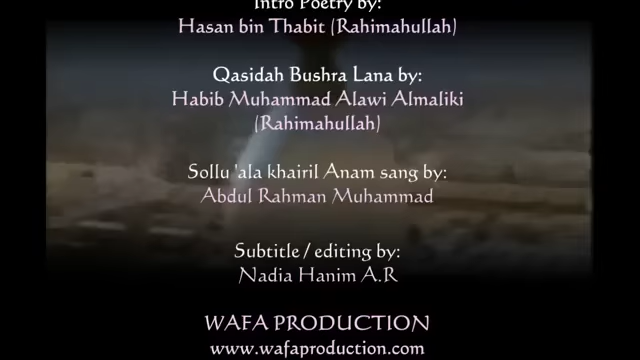 Intro Poetry by:
Hasan bin Thabit (Rahimahullah)
Qasidah Bushra Lana by:
Habib Muhammad Alawi Almaliki
(Rahimahullah)
Sollu 'ala khairil Anam sang by:
Abdul Rahman Muhammad
Subtitle / editing by:
Nadia Hanim A.R
WAFA PRODUCTION
www.wafaproduction.com